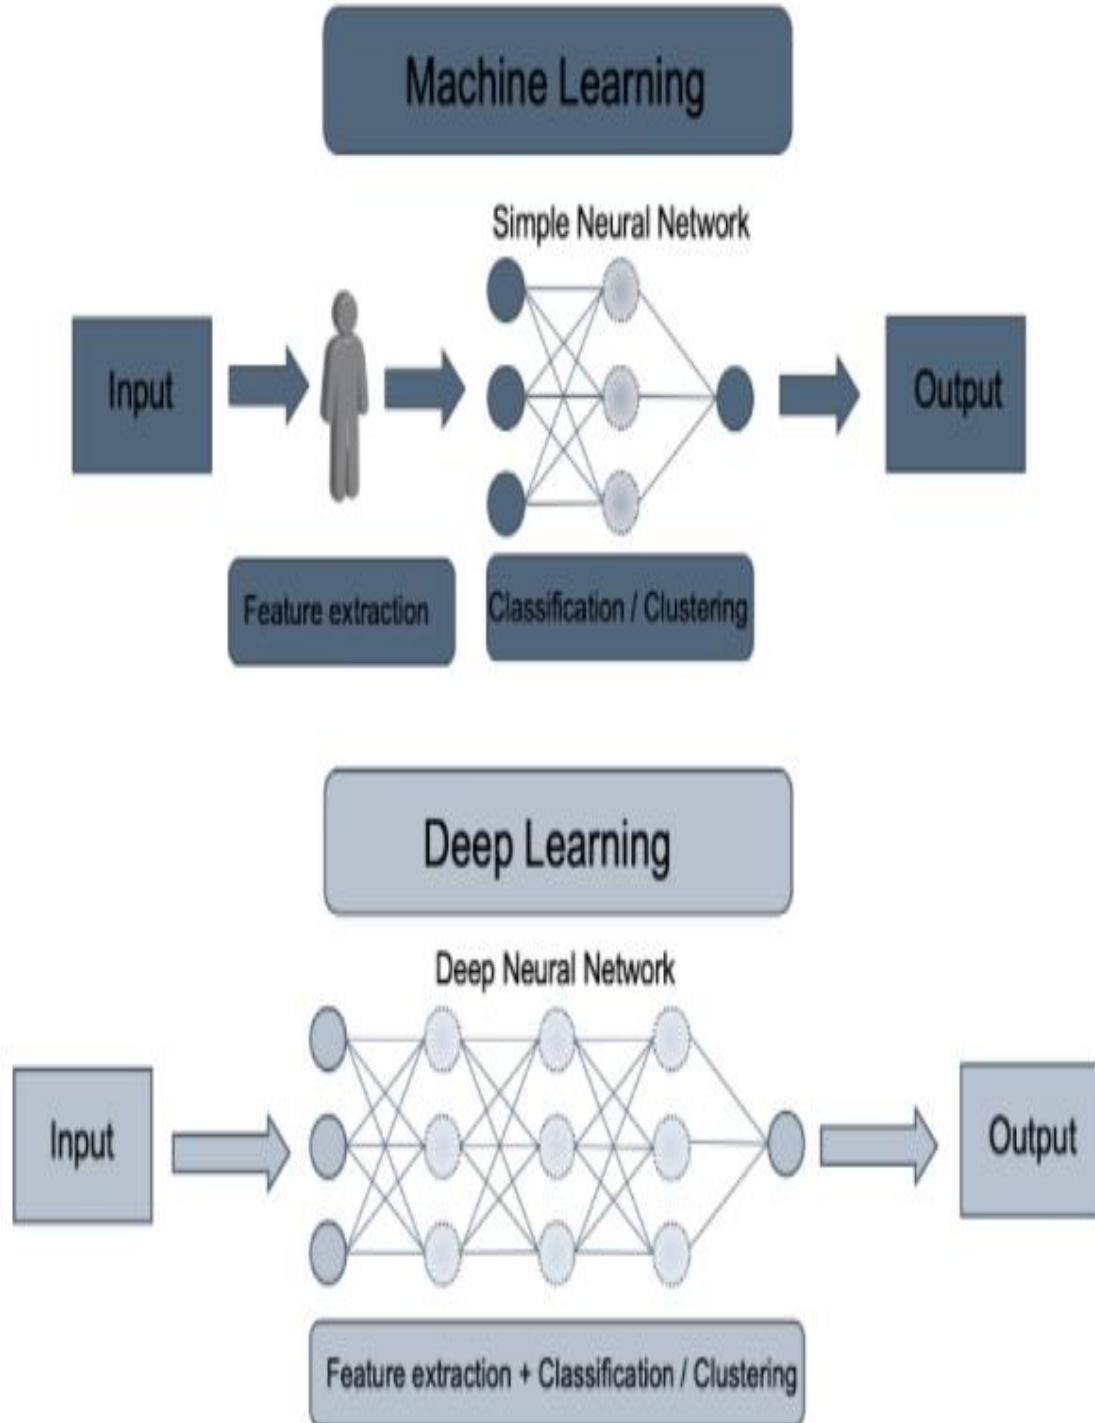 Machine Learning
Simple Neural Network
Input
Output
Feature extraction
Classification / Clustering
Deep Learning
Deep Neural Network
Input
Output
Feature extraction + Classification / Clustering